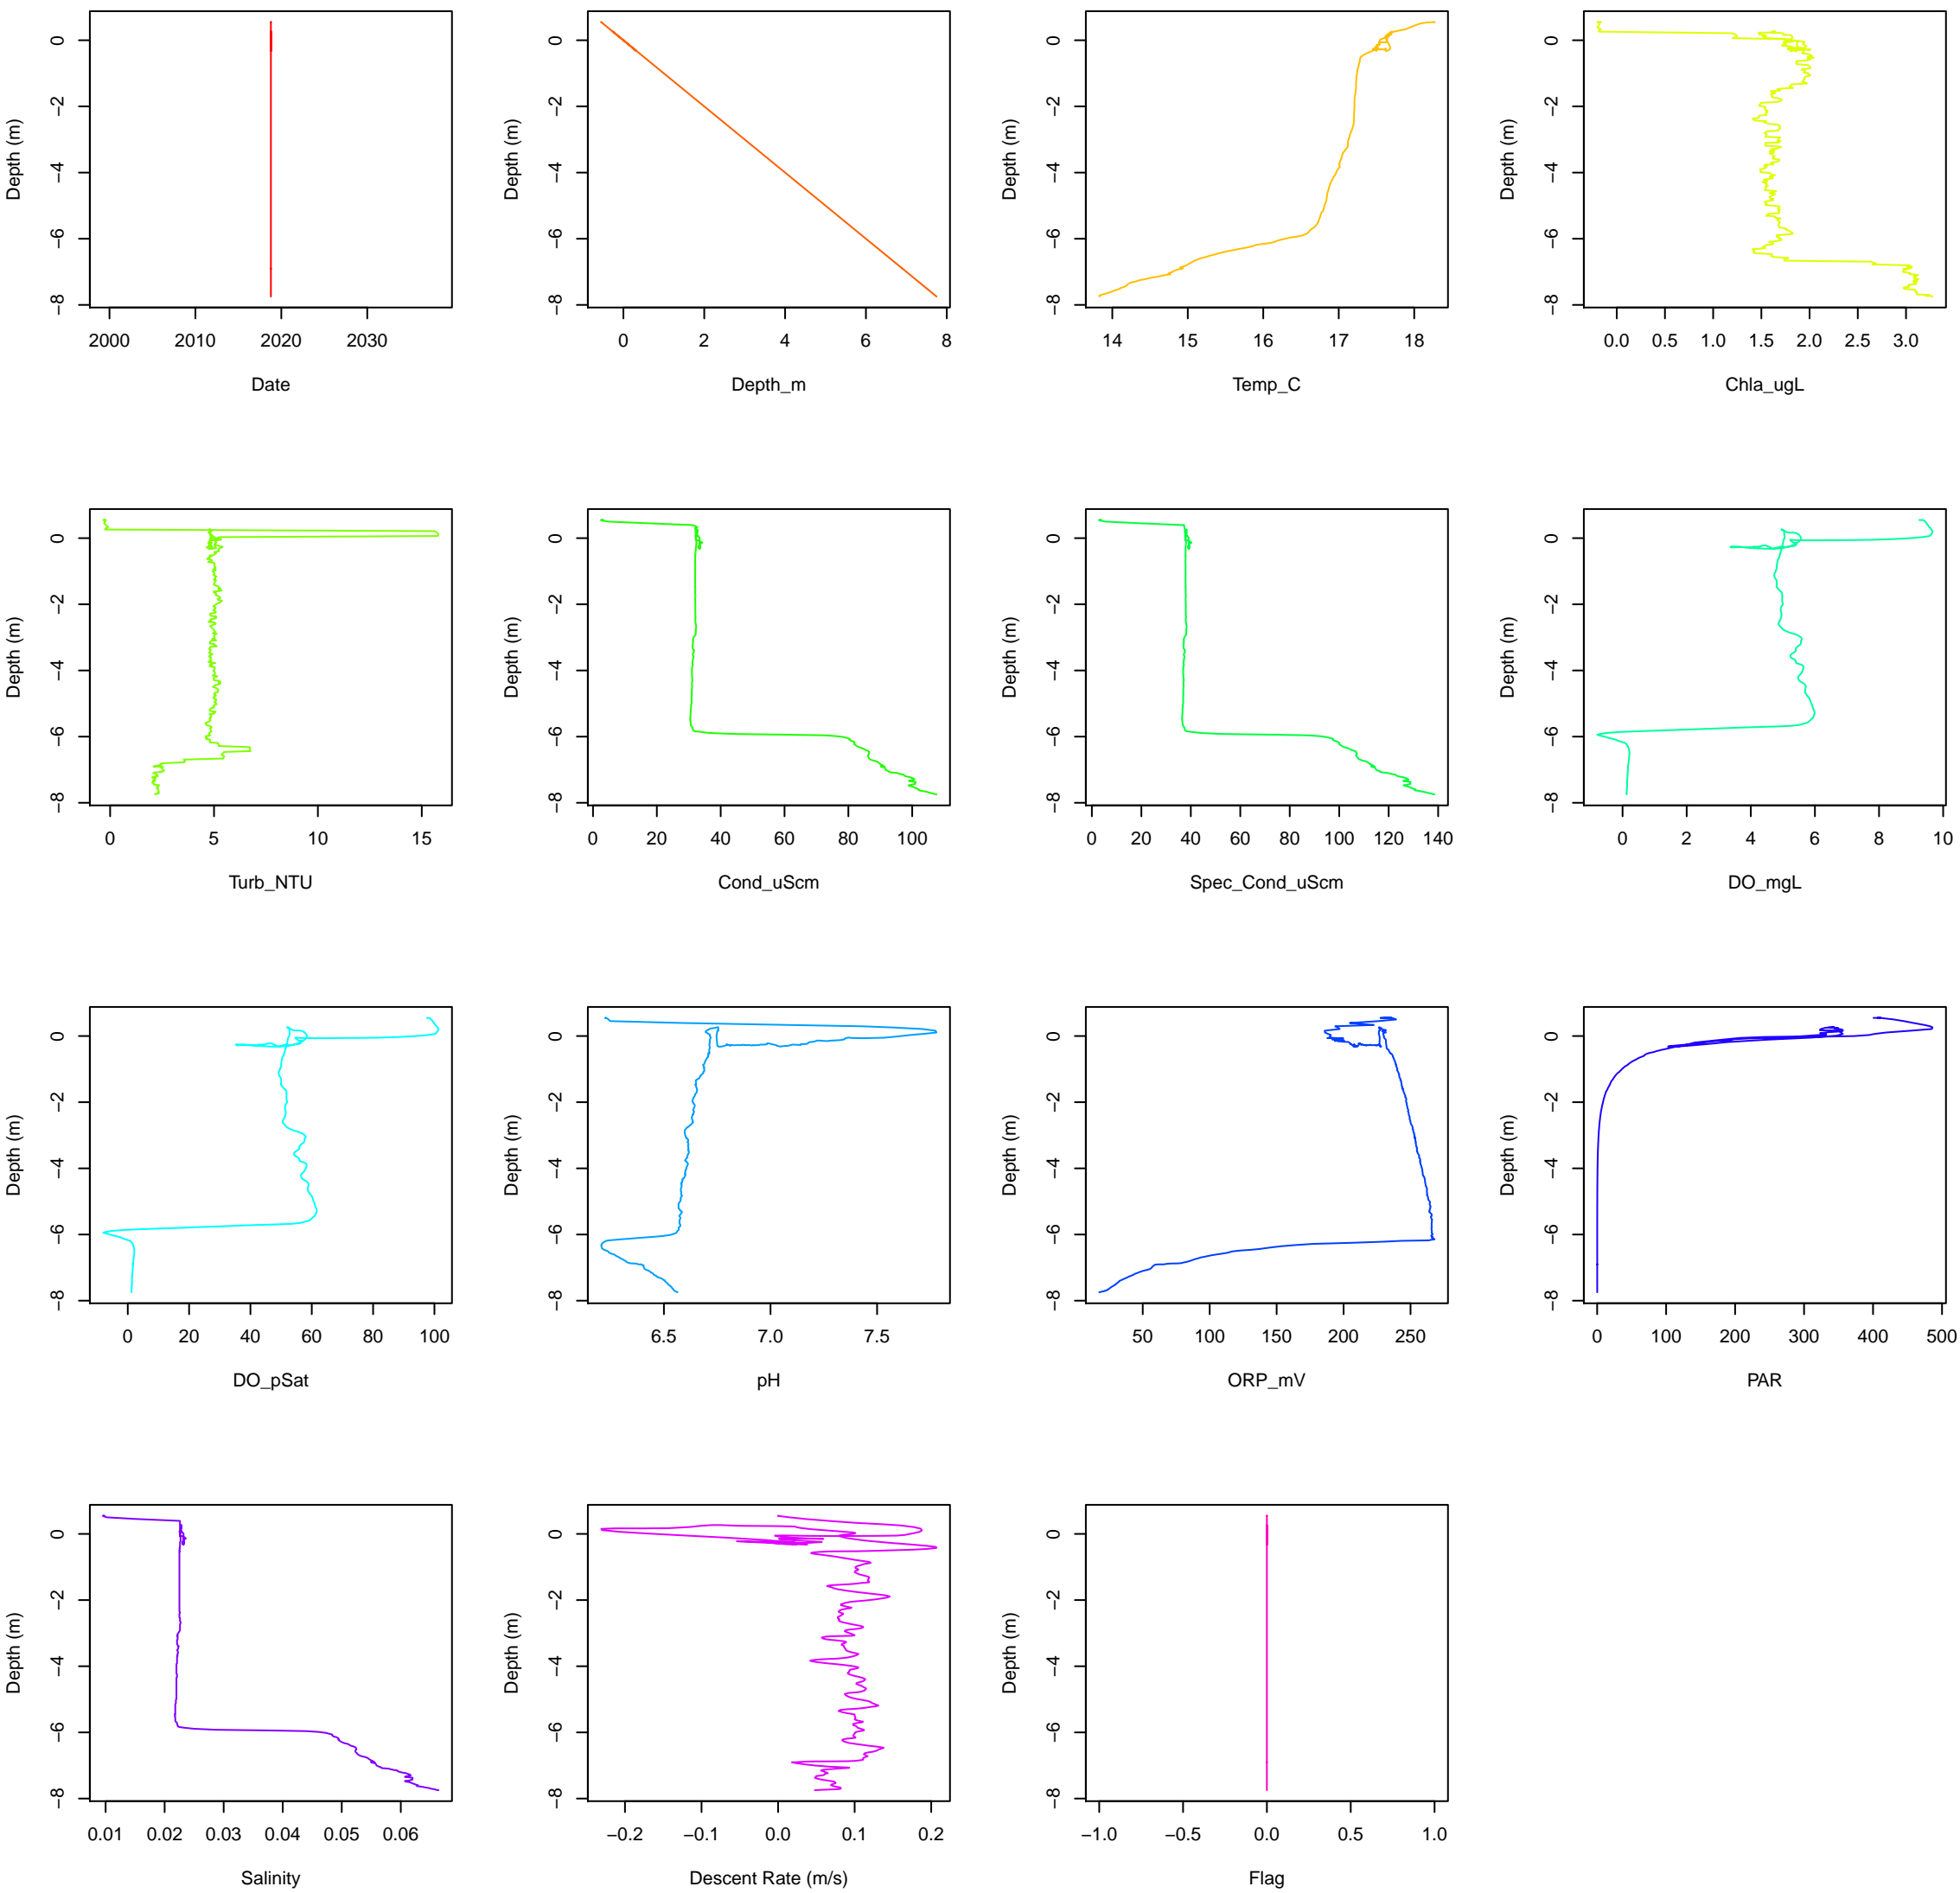 Depth (m)
0
−2
−4
−6
−8
2000 2010 2020 2030
Date
Depth (m)
0
−2
−4
−6
−8
0 2 4 6 8
Depth_m
Depth (m)
0
−2
−4
−6
−8
14 15 16 17 18
Temp_C
Depth (m)
0
−2
−4
−6
−8
0.0 0.5 1.0 1.5 2.0 2.5 3.0
Chla_ugL
Depth (m)
0
−2
−4
−6
−8
0 5 10 15
Turb_NTU
Depth (m)
0
−2
−4
−6
−8
0 20 40 60 80 100
Cond_uScm
Depth (m)
0
−2
−4
−6
−8
0 20 40 60 80 100 120 140
Spec_Cond_uScm
Depth (m)
0
−2
−4
−6
−8
0 2 4 6 8 10
DO_mgL
Depth (m)
0
−2
−4
−6
−8
0 20 40 60 80 100
DO_pSat
Depth (m)
0
−2
−4
−6
−8
6.5 7.0 7.5
pH
Depth (m)
0
−2
−4
−6
−8
50 100 150 200 250
ORP_mV
Depth (m)
0
−2
−4
−6
−8
0 100 200 300 400 500
PAR
Depth (m)
0
−2
−4
−6
−8
0.01 0.02 0.03 0.04 0.05 0.06
Salinity
Depth (m)
0
−2
−4
−6
−8
−0.2 −0.1 0.0 0.1 0.2
Descent Rate (m/s)
Depth (m)
0
−2
−4
−6
−8
−1.0 −0.5 0.0 0.5 1.0
Flag